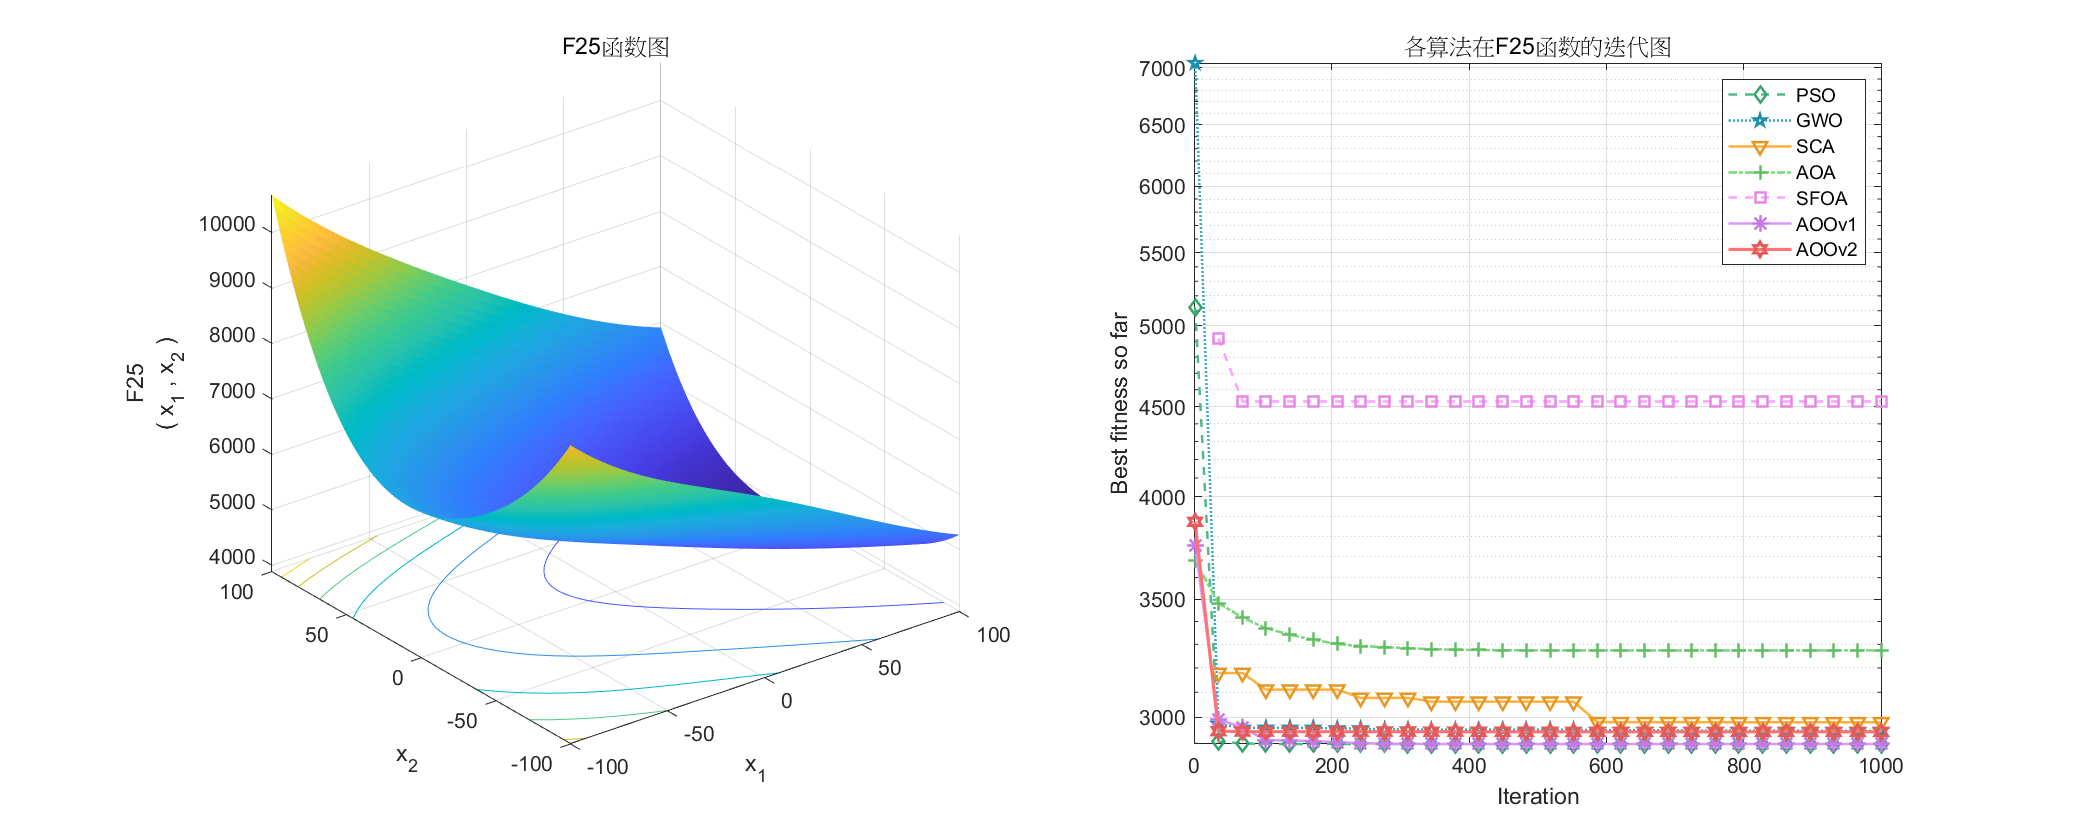 F25函数图
10000
9000
8000
7000
6000
5000
4000
F25
( x1 , x2 )
100
50
0
-50
-100
x2
-100
-50
0
50
100
x1
各算法在F25函数的迭代图
7000
6500
6000
5500
5000
4500
4000
3500
3000
Best fitness so far
0
200
400
600
800
1000
Iteration
PSO
GWO
SCA
AOA
SFOA
AOOv1
AOOv2